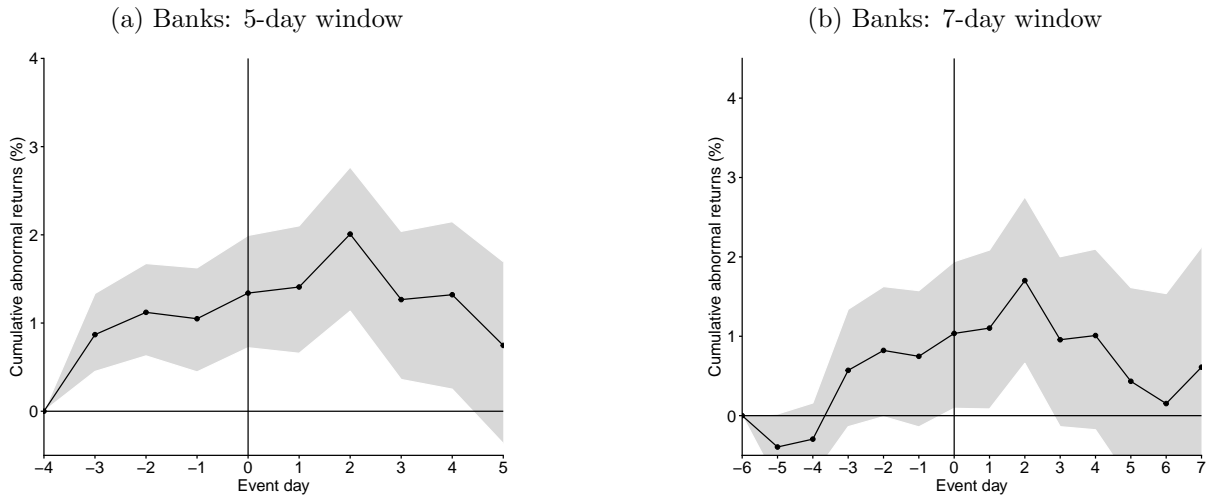 (a) Banks: 5-day window
Cumulative abnormal returns (%)
4
3
2
1
0
−4 −3 −2 −1 0 1 2 3 4 5
Event day
(b) Banks: 7-day window
Cumulative abnormal returns (%)
4
3
2
1
0
−6 −5 −4 −3 −2 −1 0 1 2 3 4 5 6 7
Event day